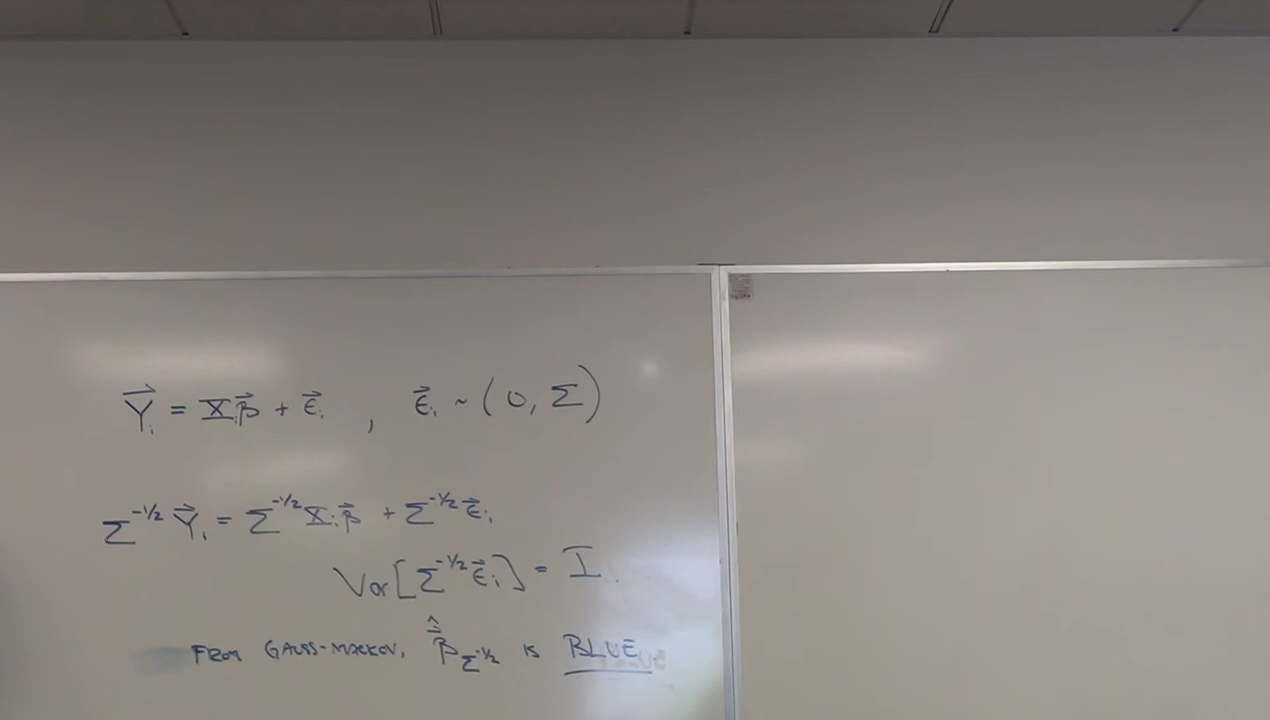 Y⃗ᵢ = Xᵢβ⃗ + ε⃗ᵢ , ε⃗ᵢ ~ (0, Σ)
Σ^{-1/2} Y⃗ᵢ = Σ^{-1/2} Xᵢβ⃗ + Σ^{-1/2} ε⃗ᵢ
Var[Σ^{-1/2} ε⃗ᵢ] = I.
FROM GAUSS-MARKOV, β̂⃗_{Σ^{-1/2}} IS BLUE